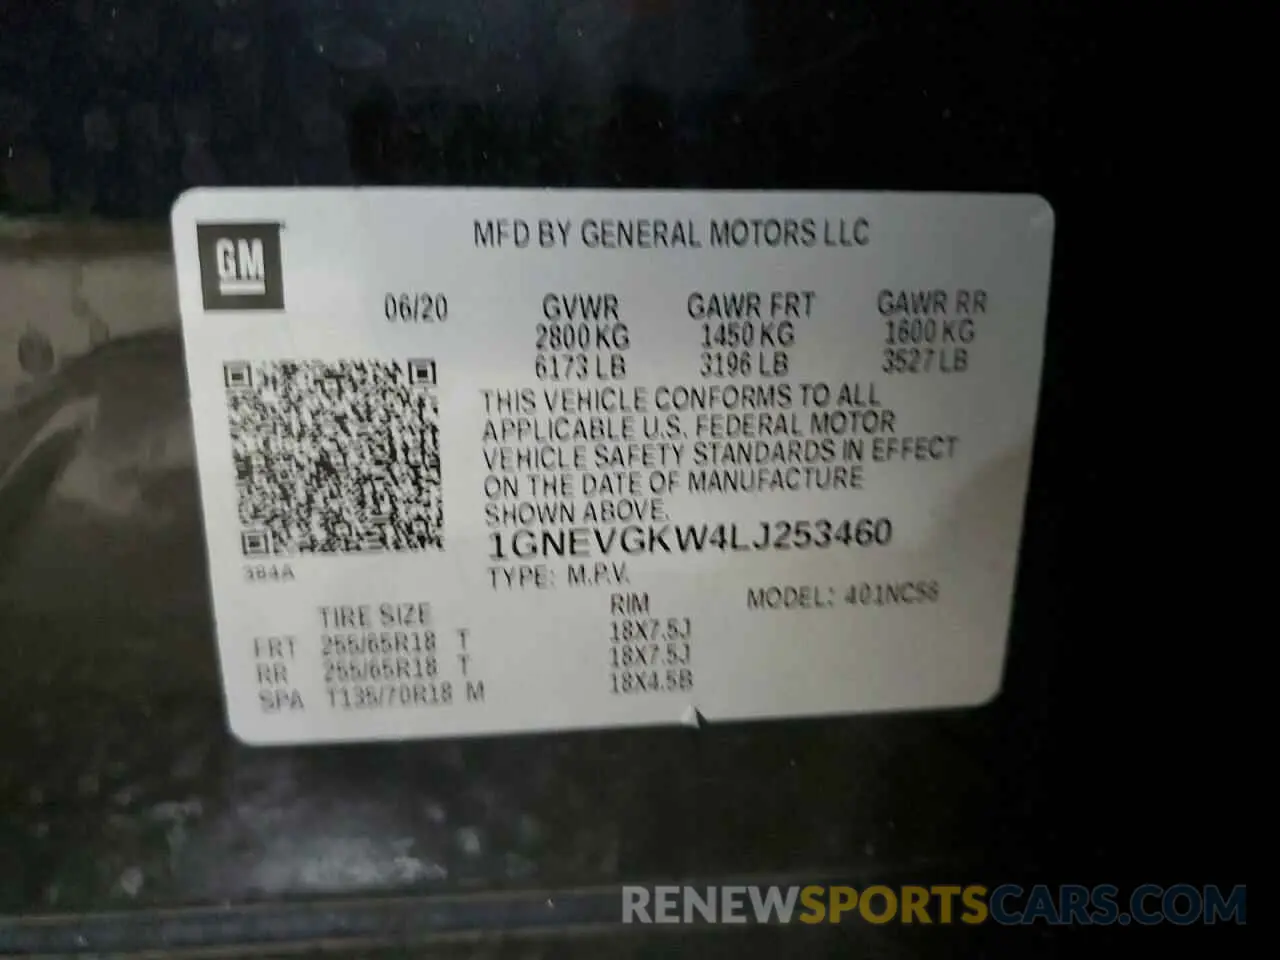 GM
MFD BY GENERAL MOTORS LLC
06/20 GVWR GAWR FRT GAWR RR
2800 KG 1450 KG 1600 KG
6173 LB 3196 LB 3527 LB
THIS VEHICLE CONFORMS TO ALL
APPLICABLE U.S. FEDERAL MOTOR
VEHICLE SAFETY STANDARDS IN EFFECT
ON THE DATE OF MANUFACTURE
SHOWN ABOVE.
1GNEVGKW4LJ253460
384A
TYPE: M.P.V. MODEL: 401NC56
TIRE SIZE RIM
FRT 255/65R18 T 18X7.5J
RR 255/65R18 T 18X7.5J
SPA T135/70R18 M 18X4.5B
RENEWSPORTSCARS.COM